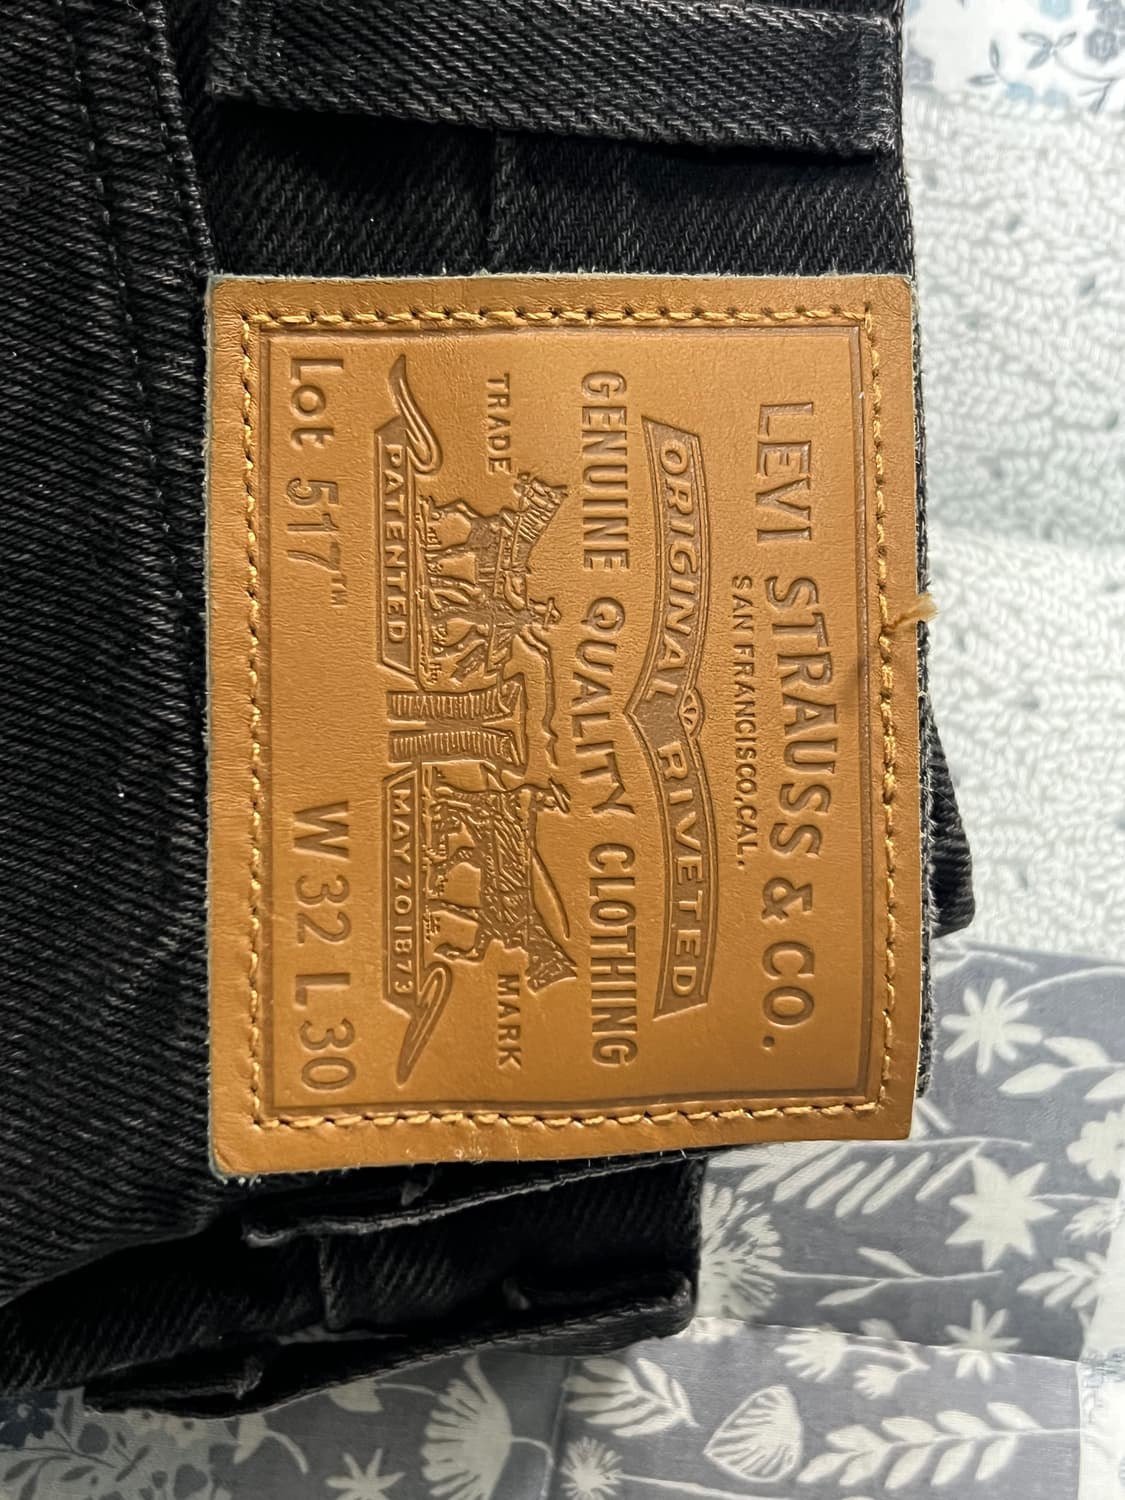 LEVI STRAUSS & CO.
SAN FRANCISCO, CAL.
ORIGINAL RIVETED
GENUINE QUALITY CLOTHING
TRADE MARK
PATENTED MAY 20 1873
Lot 517™ W 32 L 30